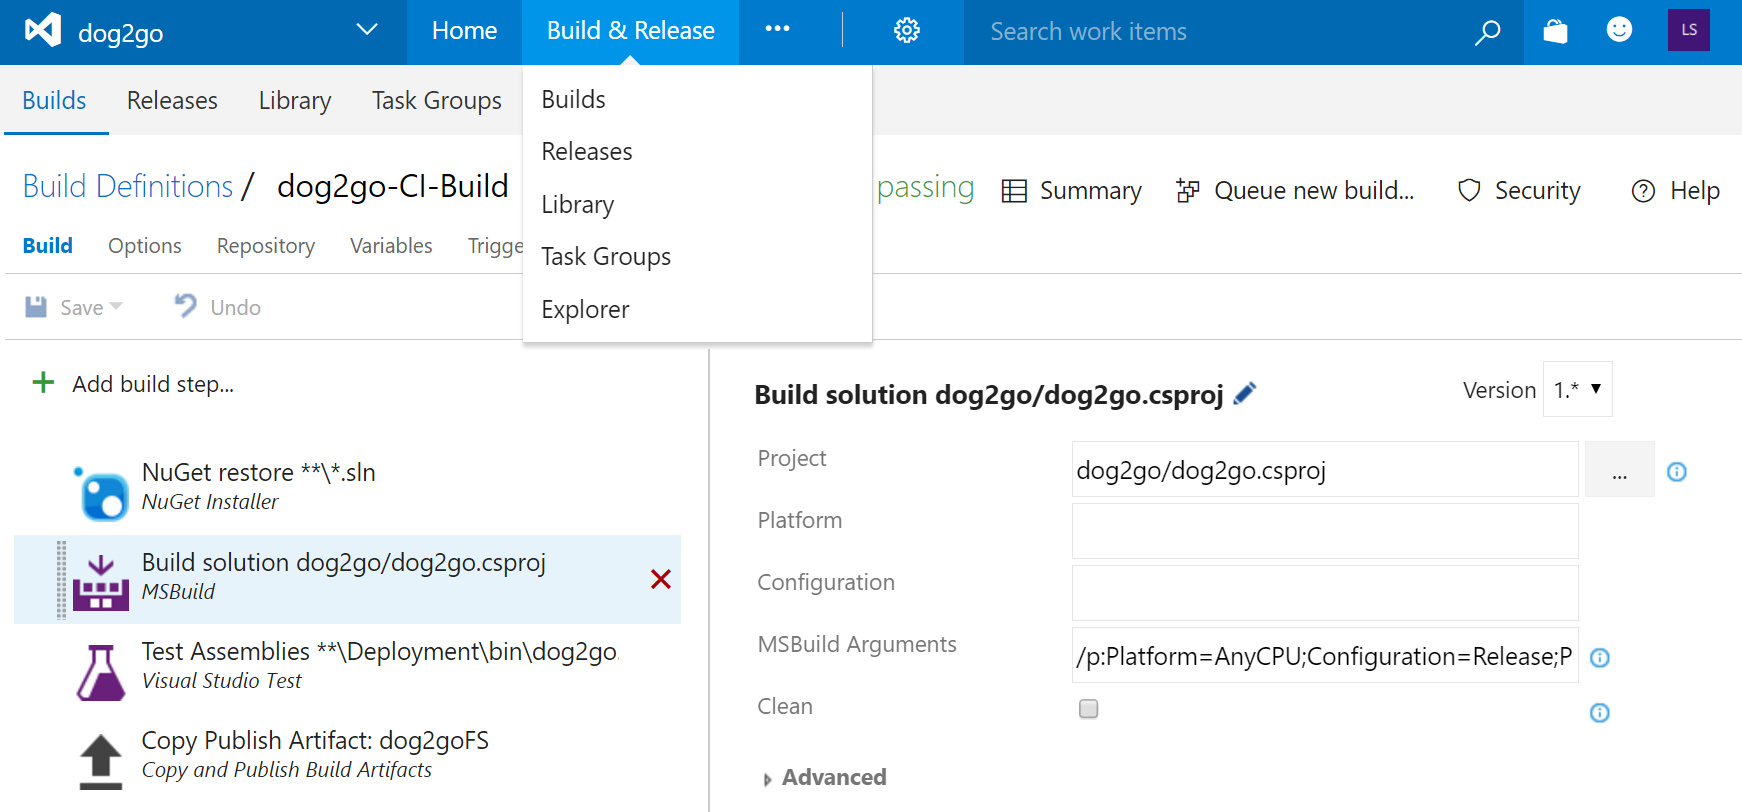 dog2go Home Build & Release ••• Search work items LS
Builds Releases Library Task Groups
Builds
Releases
Library
Task Groups
Explorer
Build Definitions / dog2go-CI-Build passing Summary Queue new build... Security Help
Build Options Repository Variables Trigge
Save Undo
Add build step...
NuGet restore **\*.sln
NuGet Installer
Build solution dog2go/dog2go.csproj
MSBuild
Test Assemblies **\Deployment\bin\dog2go.
Visual Studio Test
Copy Publish Artifact: dog2goFS
Copy and Publish Build Artifacts
Build solution dog2go/dog2go.csproj Version 1.*
Project dog2go/dog2go.csproj ...
Platform
Configuration
MSBuild Arguments /p:Platform=AnyCPU;Configuration=Release;P
Clean
Advanced